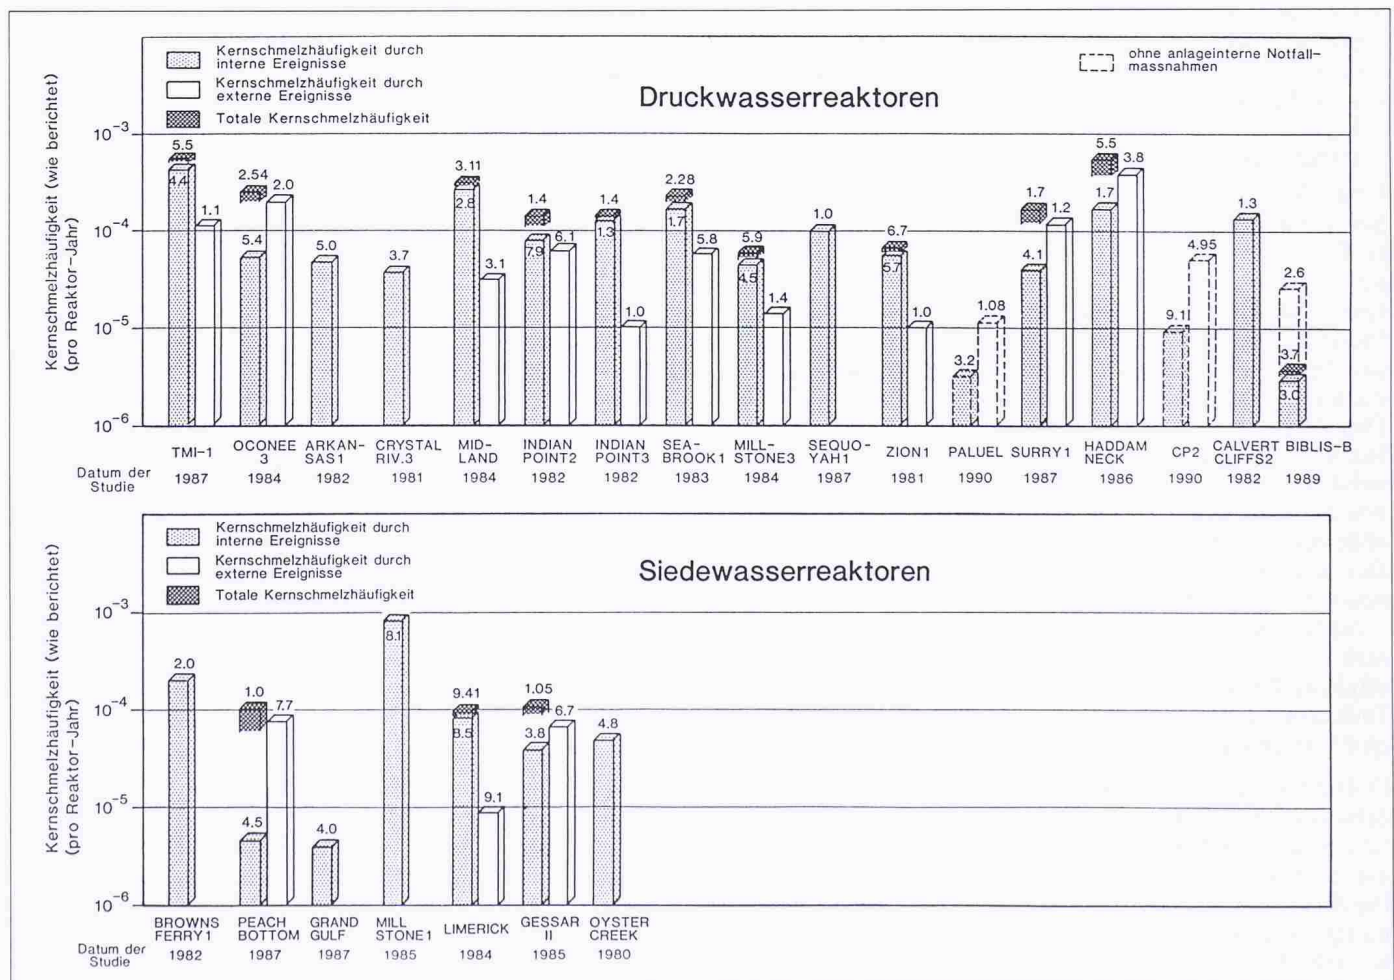 Kernschmelzhäufigkeit (wie berichtet)
(pro Reaktor-Jahr)
Kernschmelzhäufigkeit durch
interne Ereignisse
Kernschmelzhäufigkeit durch
externe Ereignisse
Totale Kernschmelzhäufigkeit
Druckwasserreaktoren
ohne anlageinterne Notfall-
massnahmen
10⁻³
10⁻⁴
10⁻⁵
10⁻⁶
5.5
4.4
1.1
2.54
5.4
2.0
5.0
3.7
3.11
2.8
3.1
1.4
7.9
6.1
1.4
1.3
1.0
2.28
1.7
5.8
5.9
4.5
1.4
1.0
6.7
5.7
1.0
3.2
1.08
1.7
4.1
1.2
5.5
1.7
3.8
9.1
4.95
1.3
2.6
3.7
3.0
TMI-1
OCONEE
3
ARKAN-
SAS1
CRYSTAL
RIV.3
MID-
LAND
INDIAN
POINT2
INDIAN
POINT3
SEA-
BROOK1
MILL-
STONE3
SEQUO-
YAH1
ZION1
PALUEL
SURRY1
HADDAM
NECK
CP2
CALVERT
CLIFFS2
BIBLIS-B
Datum der
Studie
1987 1984 1982 1981 1984 1982 1982 1983 1984 1987 1981 1990 1987 1986 1990 1982 1989
Kernschmelzhäufigkeit (wie berichtet)
(pro Reaktor-Jahr)
Kernschmelzhäufigkeit durch
interne Ereignisse
Kernschmelzhäufigkeit durch
externe Ereignisse
Totale Kernschmelzhäufigkeit
Siedewasserreaktoren
10⁻³
10⁻⁴
10⁻⁵
10⁻⁶
2.0
1.0
4.5
7.7
4.0
8.1
9.41
8.5
9.1
1.05
3.8
6.7
4.8
BROWNS
FERRY1
PEACH
BOTTOM
GRAND
GULF
MILL
STONE1
LIMERICK
GESSAR
II
OYSTER
CREEK
Datum der
Studie
1982 1987 1987 1985 1984 1985 1980